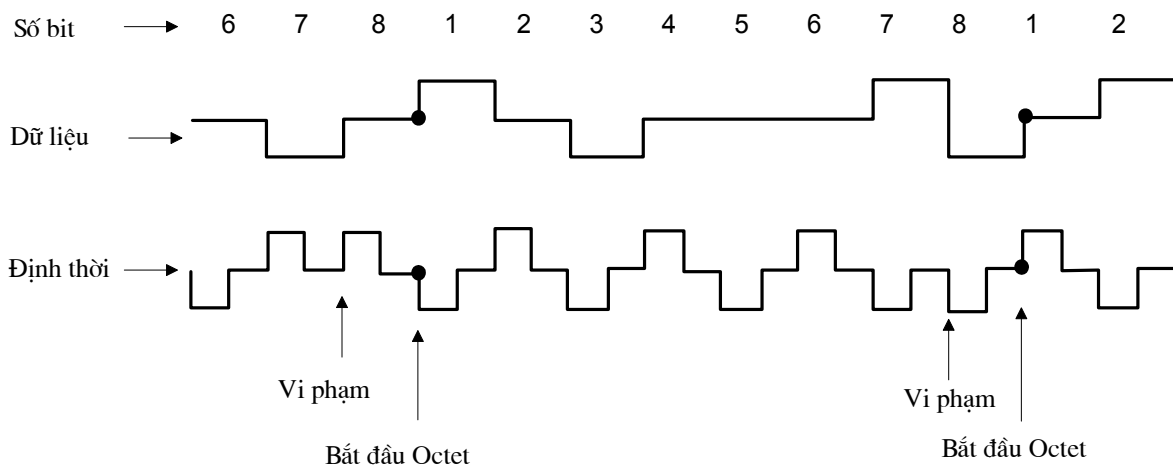 Số bit 6 7 8 1 2 3 4 5 6 7 8 1 2
Dữ liệu
Định thời
Vi phạm
Vi phạm
Bắt đầu Octet
Bắt đầu Octet